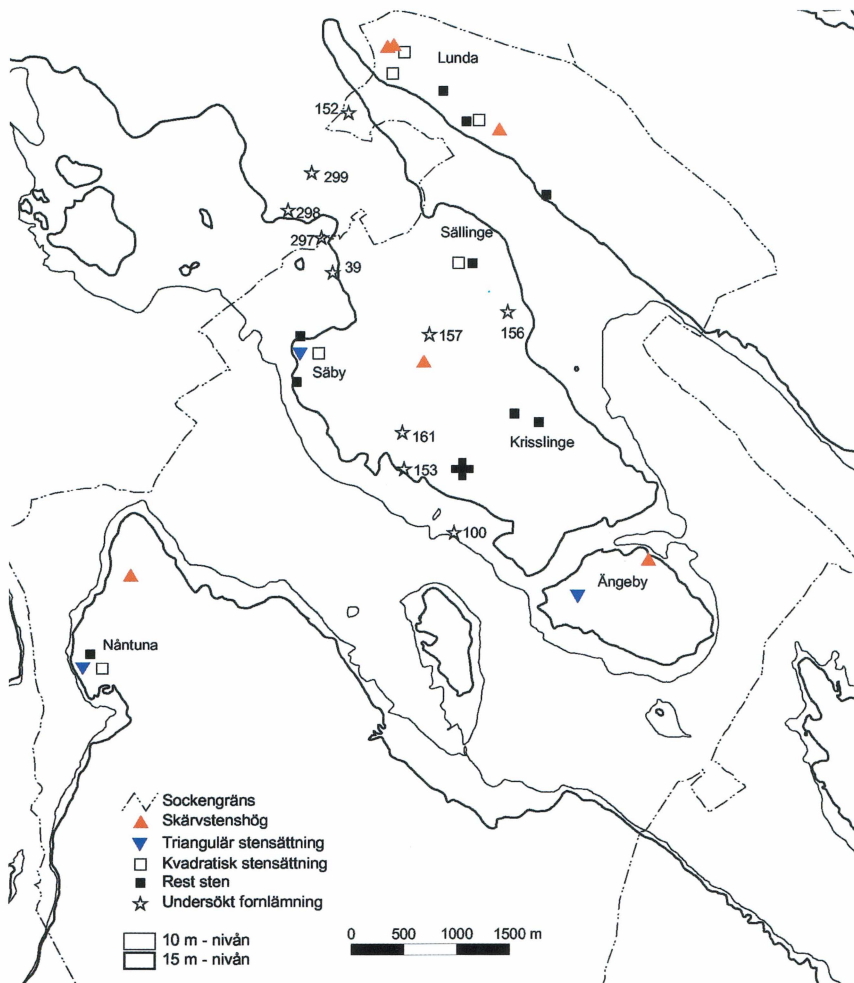 Lunda
152
299
298
Sällinge
297
39
156
157
Säby
161
Krisslinge
153
100
Ängeby
Nåntuna
Sockengräns
Skärvstenshög
Triangulär stensättning
Kvadratisk stensättning
Rest sten
Undersökt fornlämning
0 500 1000 1500 m
10 m - nivån
15 m - nivån